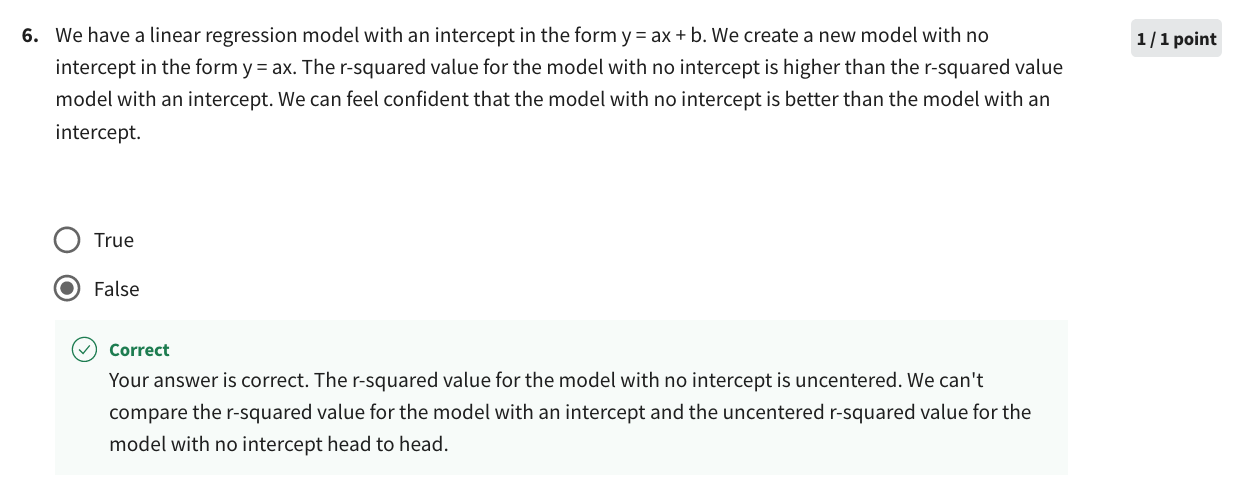 6. We have a linear regression model with an intercept in the form y = ax + b. We create a new model with no
1 / 1 point
intercept in the form y = ax. The r-squared value for the model with no intercept is higher than the r-squared value
model with an intercept. We can feel confident that the model with no intercept is better than the model with an
intercept.
True
False
Correct
Your answer is correct. The r-squared value for the model with no intercept is uncentered. We can't
compare the r-squared value for the model with an intercept and the uncentered r-squared value for the
model with no intercept head to head.